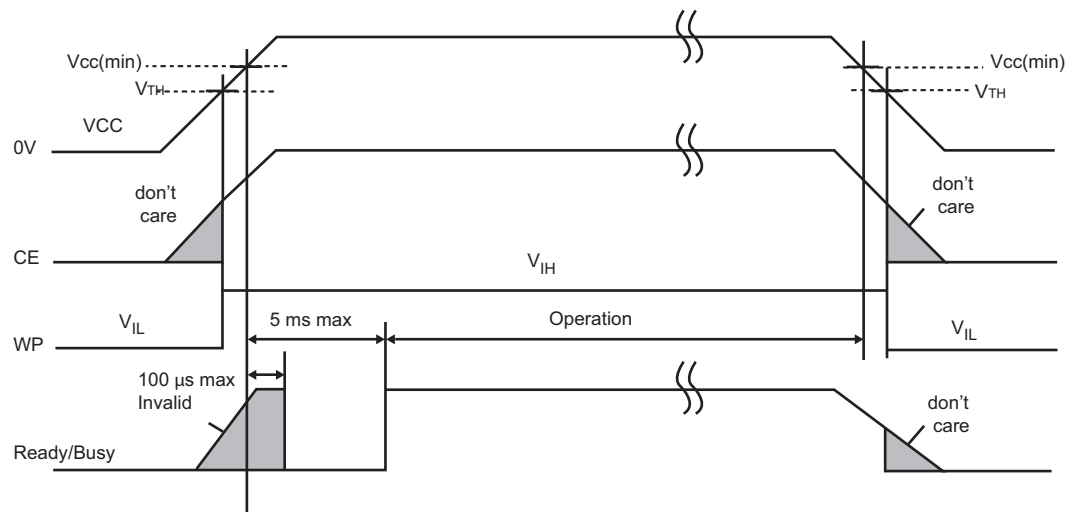 Vcc(min)
Vcc(min)
VTH
VTH
VCC
0V
don't
care
don't
care
CE
VIH
5 ms max
Operation
VIL
VIL
WP
100 µs max
Invalid
don't
care
Ready/Busy